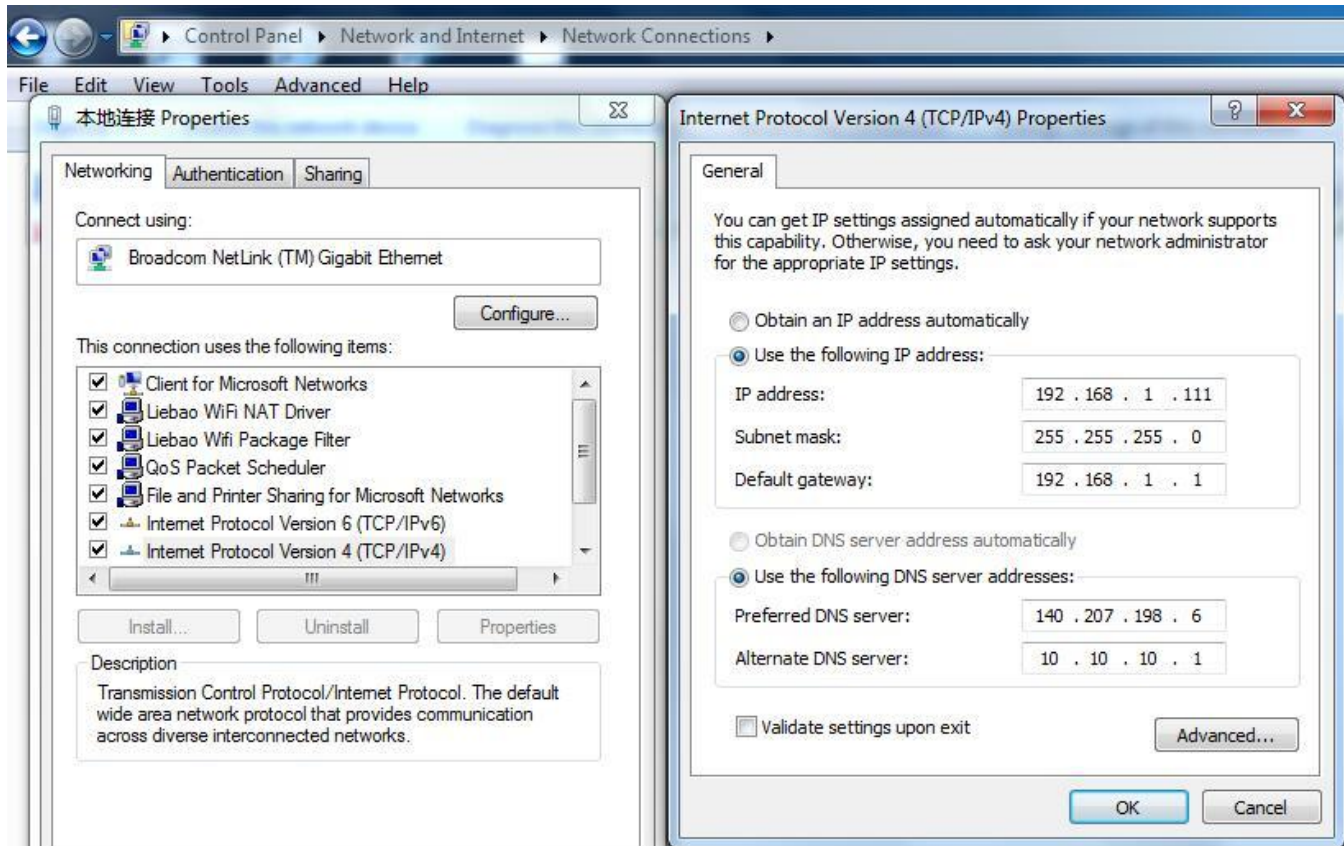 Control Panel ▸ Network and Internet ▸ Network Connections ▸
File Edit View Tools Advanced Help
本地连接 Properties
Networking Authentication Sharing
Connect using:
Broadcom NetLink (TM) Gigabit Ethernet
Configure...
This connection uses the following items:
Client for Microsoft Networks
Liebao WiFi NAT Driver
Liebao Wifi Package Filter
QoS Packet Scheduler
File and Printer Sharing for Microsoft Networks
Internet Protocol Version 6 (TCP/IPv6)
Internet Protocol Version 4 (TCP/IPv4)
Install... Uninstall Properties
Description
Transmission Control Protocol/Internet Protocol. The default
wide area network protocol that provides communication
across diverse interconnected networks.
Internet Protocol Version 4 (TCP/IPv4) Properties
General
You can get IP settings assigned automatically if your network supports
this capability. Otherwise, you need to ask your network administrator
for the appropriate IP settings.
Obtain an IP address automatically
Use the following IP address:
IP address: 192 . 168 . 1 . 111
Subnet mask: 255 . 255 . 255 . 0
Default gateway: 192 . 168 . 1 . 1
Obtain DNS server address automatically
Use the following DNS server addresses:
Preferred DNS server: 140 . 207 . 198 . 6
Alternate DNS server: 10 . 10 . 10 . 1
Validate settings upon exit
Advanced...
OK Cancel